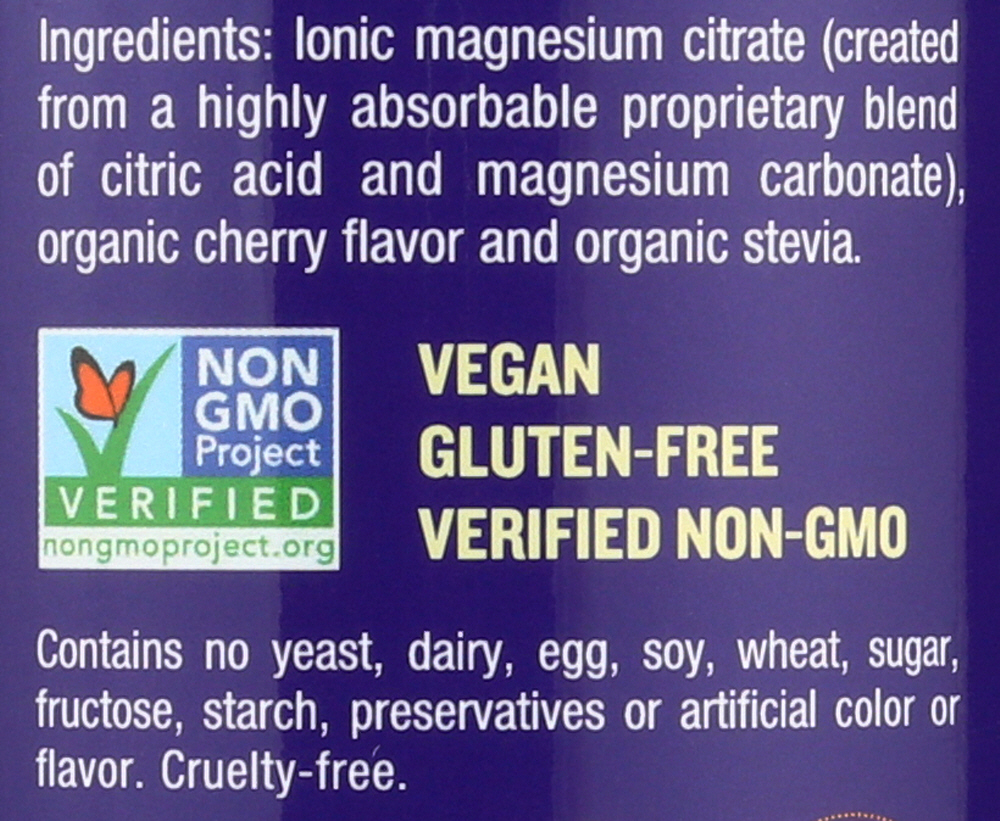 Ingredients: Ionic magnesium citrate (created
from a highly absorbable proprietary blend
of citric acid and magnesium carbonate),
organic cherry flavor and organic stevia.
NON
GMO
Project
VERIFIED
nongmoproject.org
VEGAN
GLUTEN-FREE
VERIFIED NON-GMO
Contains no yeast, dairy, egg, soy, wheat, sugar,
fructose, starch, preservatives or artificial color or
flavor. Cruelty-free.